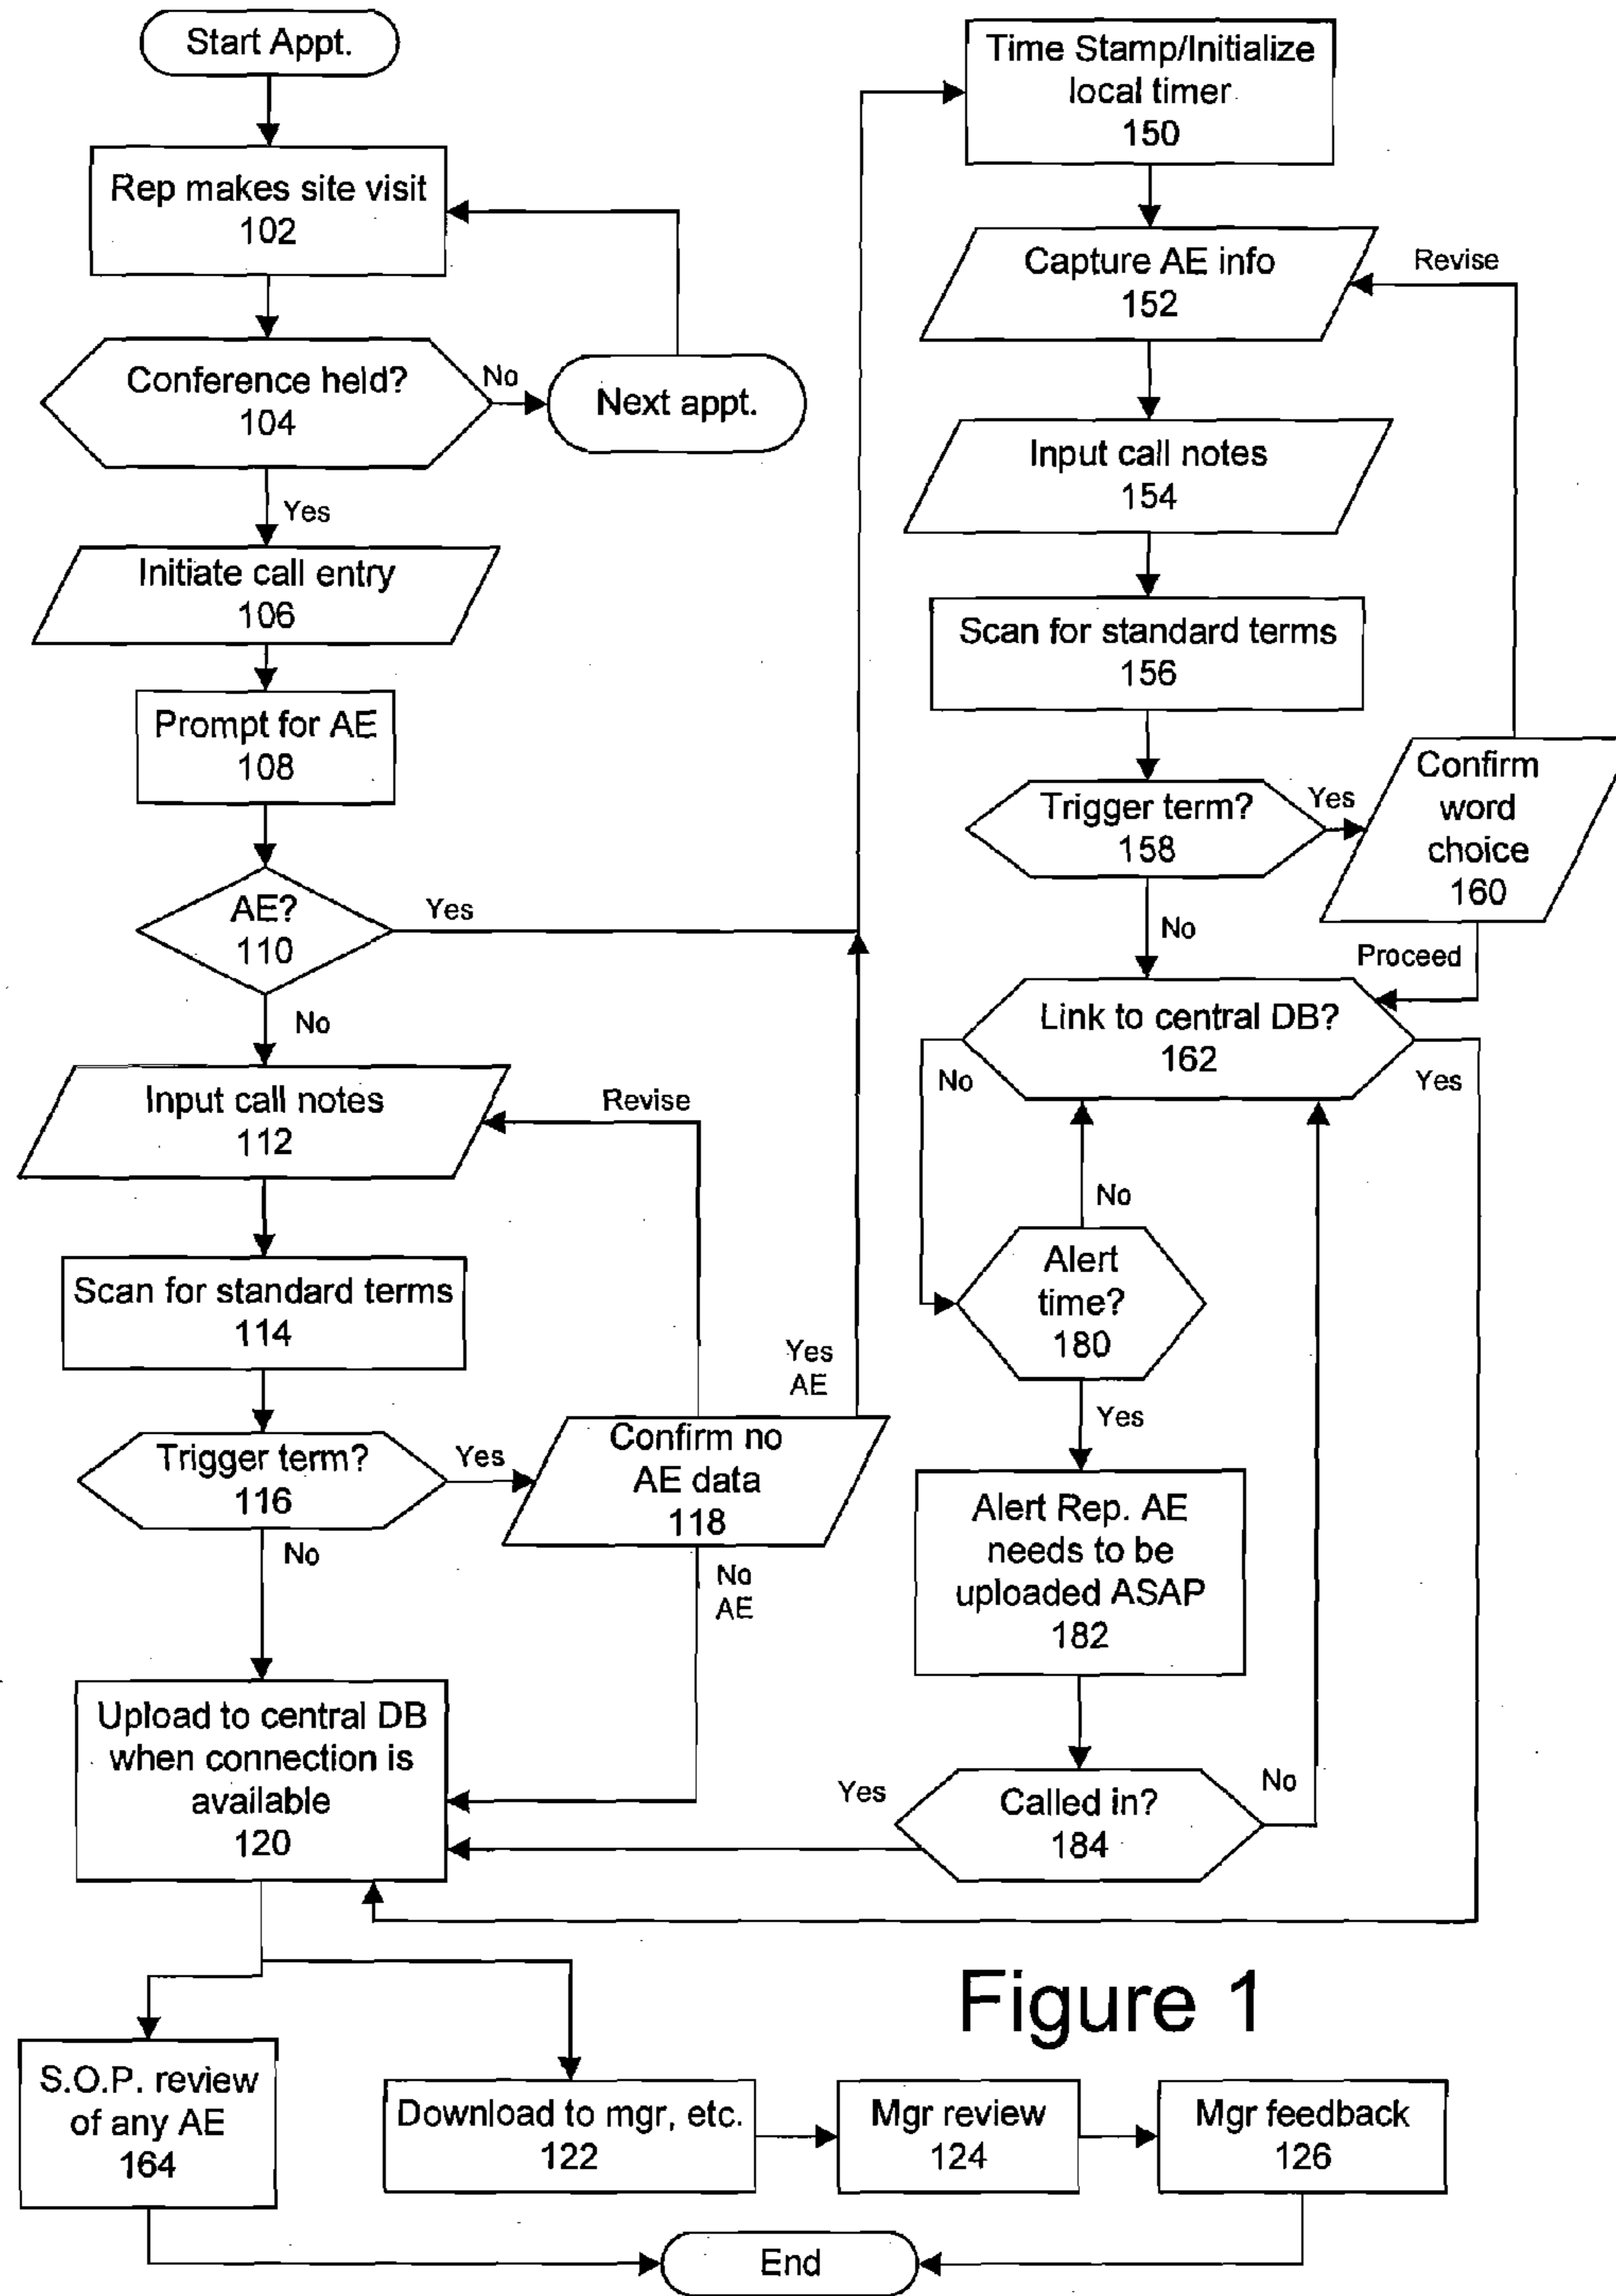 Start Appt.
Rep makes site visit
102
Conference held?
104
No
Next appt.
Yes
Initiate call entry
106
Prompt for AE
108
AE?
110
Yes
No
Input call notes
112
Revise
Scan for standard terms
114
Trigger term?
116
Yes
No
Confirm no
AE data
118
Yes
AE
No
AE
Upload to central DB
when connection is
available
120
Time Stamp/Initialize
local timer
150
Capture AE info
152
Revise
Input call notes
154
Scan for standard terms
156
Trigger term?
158
Yes
Confirm
word
choice
160
No
Proceed
Link to central DB?
162
No
Yes
No
Alert
time?
180
Yes
Alert Rep. AE
needs to be
uploaded ASAP
182
Called in?
184
Yes
No
Figure 1
S.O.P. review
of any AE
164
Download to mgr, etc.
122
Mgr review
124
Mgr feedback
126
End